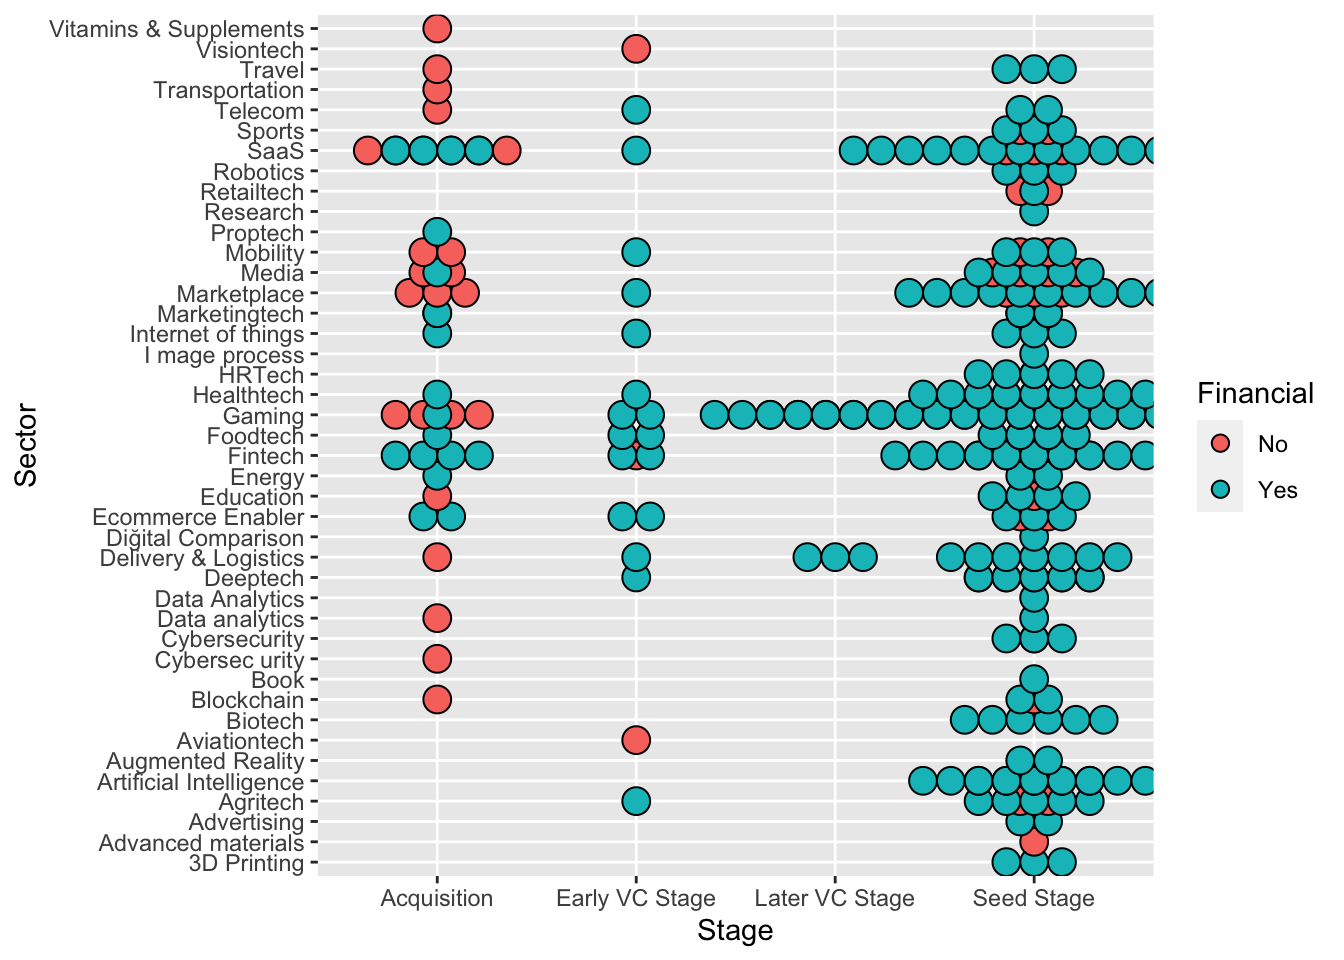 Vitamins & Supplements
Visiontech
Travel
Transportation
Telecom
Sports
SaaS
Robotics
Retailtech
Research
Proptech
Mobility
Media
Marketplace
Marketingtech
Internet of things
I mage process
HRTech
Healthtech
Gaming
Foodtech
Fintech
Energy
Education
Ecommerce Enabler
Diğital Comparison
Delivery & Logistics
Deeptech
Data Analytics
Data analytics
Cybersecurity
Cybersec urity
Book
Blockchain
Biotech
Aviationtech
Augmented Reality
Artificial Intelligence
Agritech
Advertising
Advanced materials
3D Printing
Sector
Acquisition
Early VC Stage
Later VC Stage
Seed Stage
Stage
Financial
No
Yes